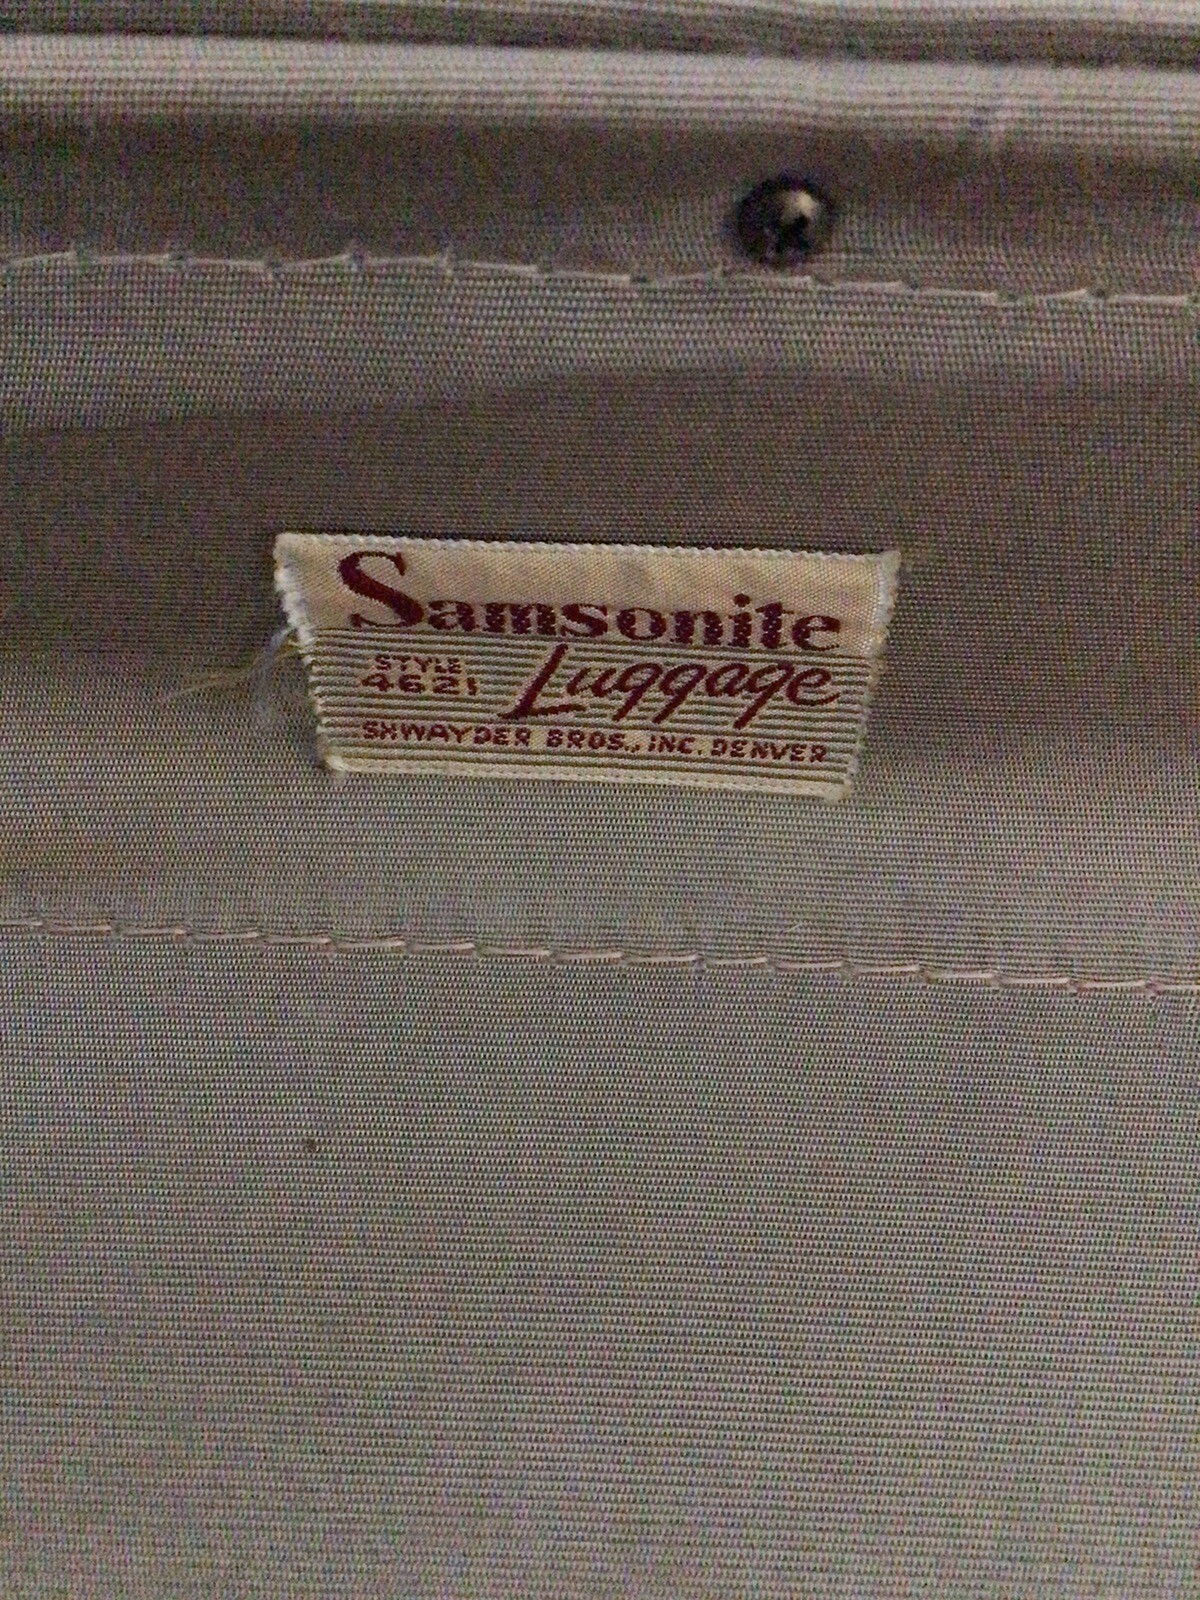 Samsonite
STYLE
4621 Luggage
SHWAYDER BROS., INC. DENVER